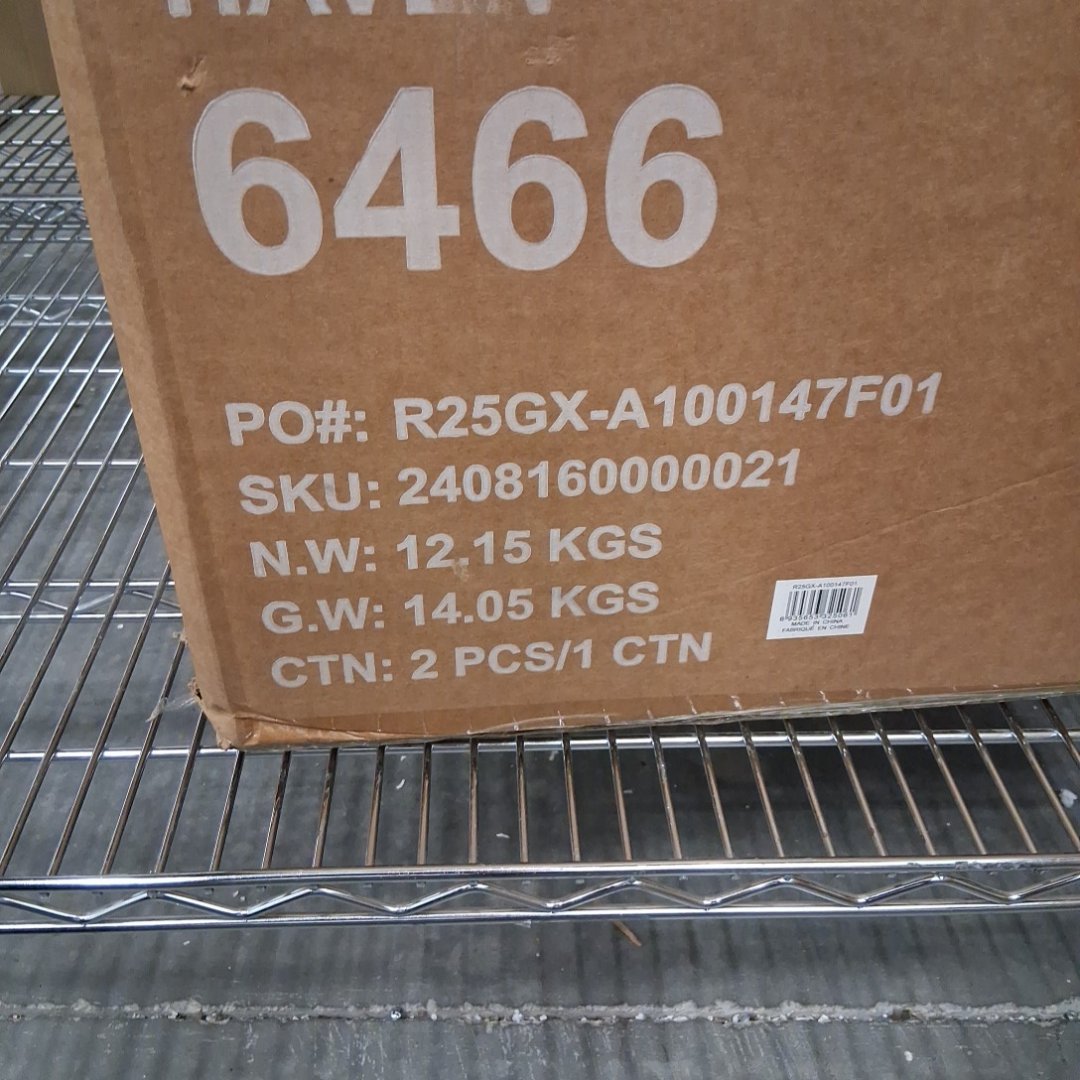 HAVEN
6466
PO#: R25GX-A100147F01
SKU: 2408160000021
N.W: 12.15 KGS
G.W: 14.05 KGS
CTN: 2 PCS/1 CTN
R25GX-A100147F01
MADE IN CHINA
FABRIQUÉ EN CHINE